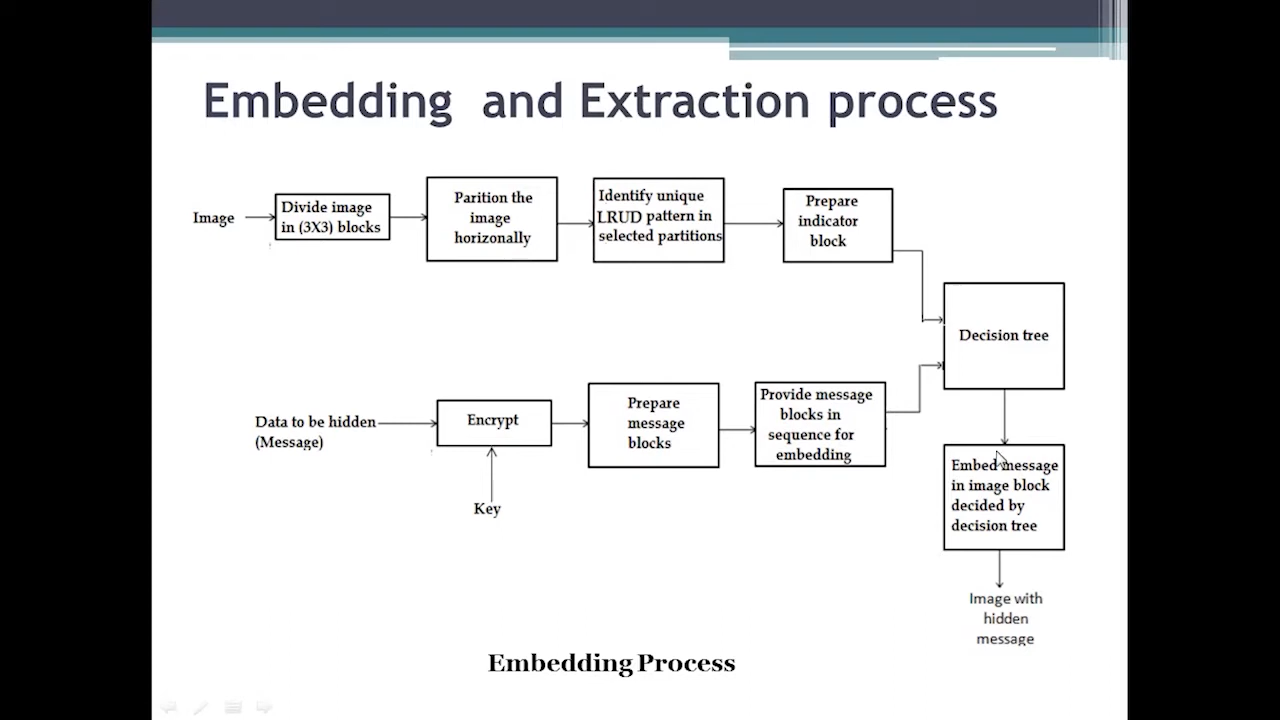 Embedding and Extraction process
Image
Divide image
in (3X3) blocks
Parition the
image
horizonally
Identify unique
LRUD pattern in
selected partitions
Prepare
indicator
block
Decision tree
Data to be hidden
(Message)
Encrypt
Key
Prepare
message
blocks
Provide message
blocks in
sequence for
embedding
Embed message
in image block
decided by
decision tree
Image with
hidden
message
Embedding Process